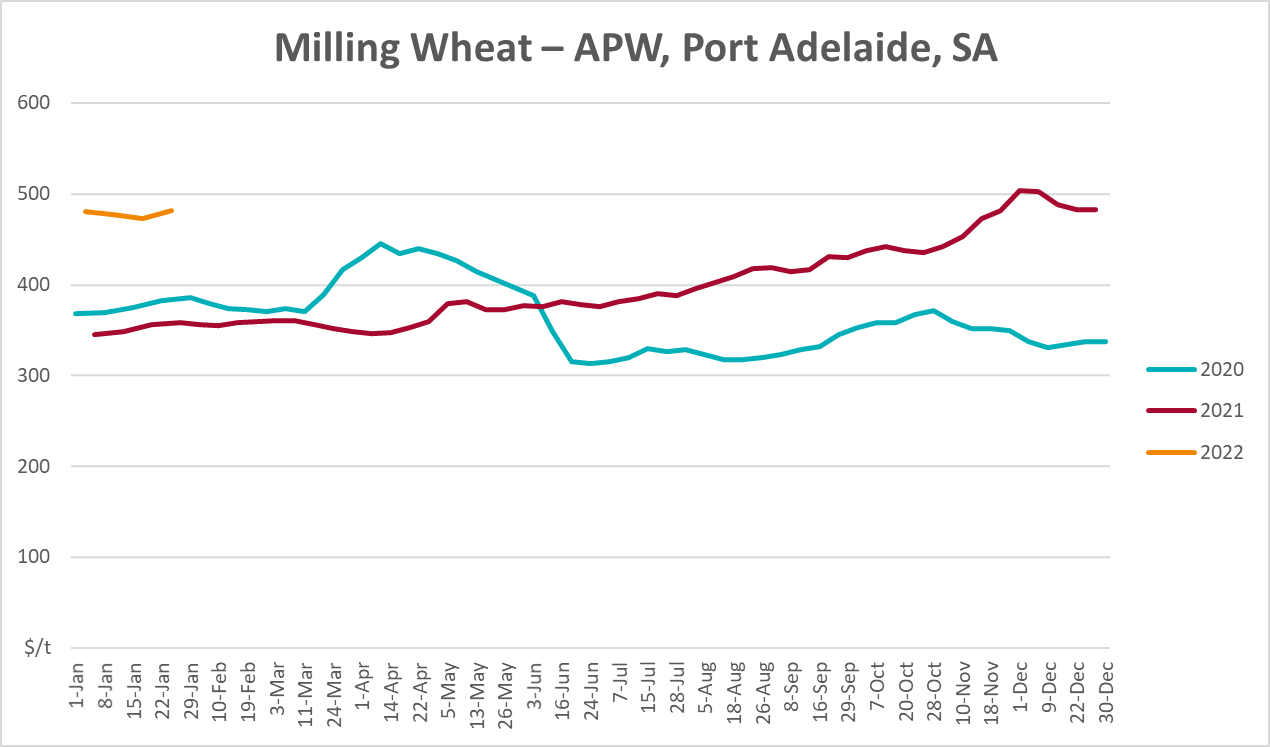 Milling Wheat – APW, Port Adelaide, SA
600
500
400
300
200
100
$/t
1-Jan
8-Jan
15-Jan
22-Jan
29-Jan
10-Feb
19-Feb
3-Mar
11-Mar
24-Mar
1-Apr
14-Apr
22-Apr
5-May
13-May
26-May
3-Jun
16-Jun
24-Jun
7-Jul
15-Jul
28-Jul
5-Aug
18-Aug
26-Aug
8-Sep
16-Sep
29-Sep
7-Oct
20-Oct
28-Oct
10-Nov
18-Nov
1-Dec
9-Dec
22-Dec
30-Dec
2020
2021
2022